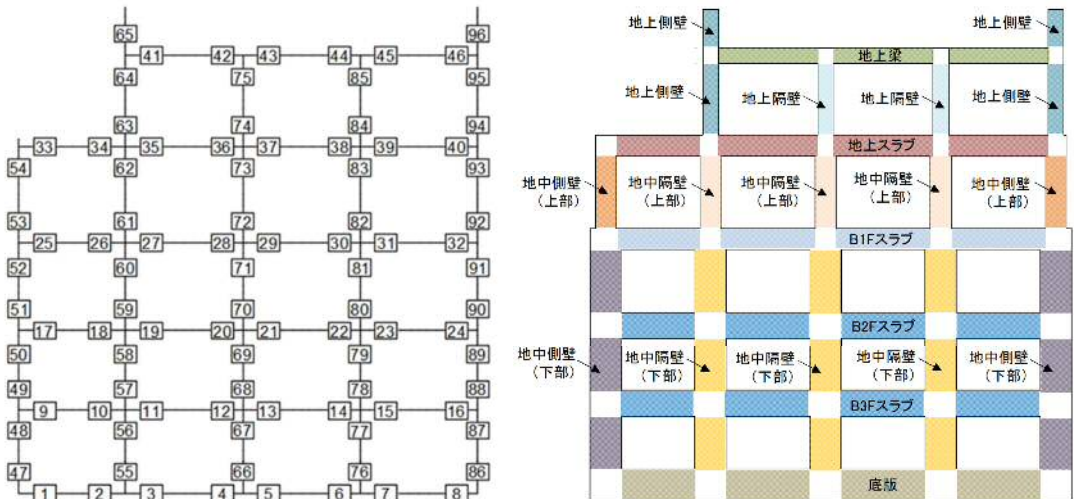 65 96
41 42 43 44 45 46
64 75 85 95
63 74 84 94
33 34 35 36 37 38 39 40
54 62 73 83 93
53 61 72 82 92
25 26 27 28 29 30 31 32
52 60 71 81 91
51 59 70 80 90
17 18 19 20 21 22 23 24
50 58 69 79 89
49 57 68 78 88
9 10 11 12 13 14 15 16
48 56 67 77 87
47 55 66 76 86
1 2 3 4 5 6 7 8
地上側壁 地上側壁
地上梁
地上側壁 地上隔壁 地上隔壁 地上側壁
地上スラブ
地中側壁 地中隔壁 地中隔壁 地中隔壁 地中側壁
(上部) (上部) (上部) (上部) (上部)
B1Fスラブ
B2Fスラブ
地中側壁 地中隔壁 地中隔壁 地中隔壁 地中側壁
(下部) (下部) (下部) (下部) (下部)
B3Fスラブ
底版